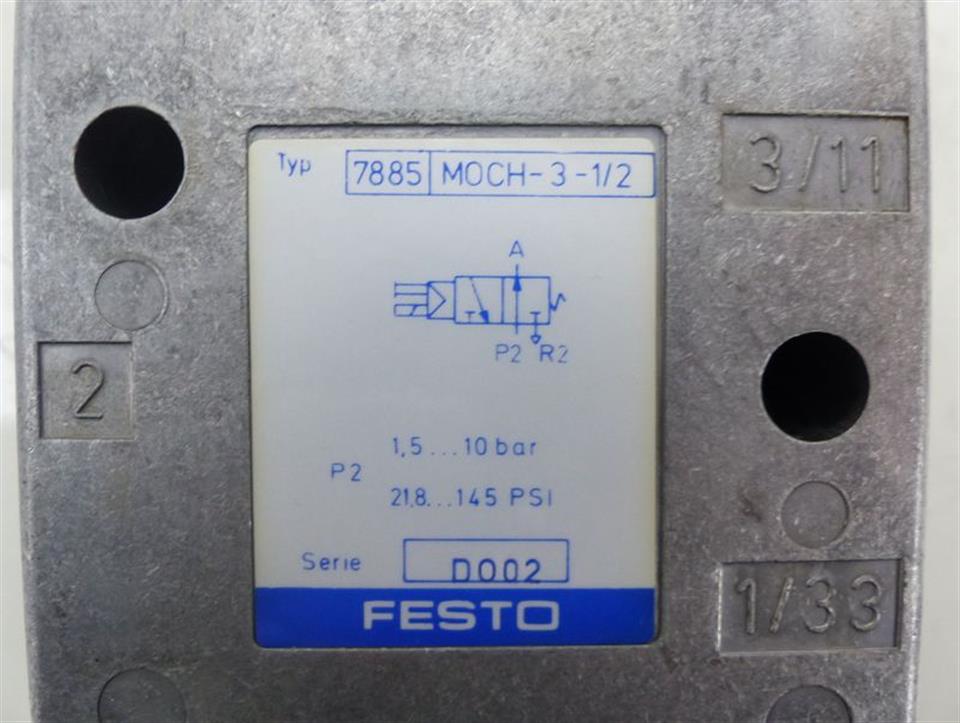 Typ 7885 MOCH-3-1/2
3/11
A
P2 R2
2
P2
1,5...10 bar
21,8...145 PSI
Serie D002
1/33
FESTO